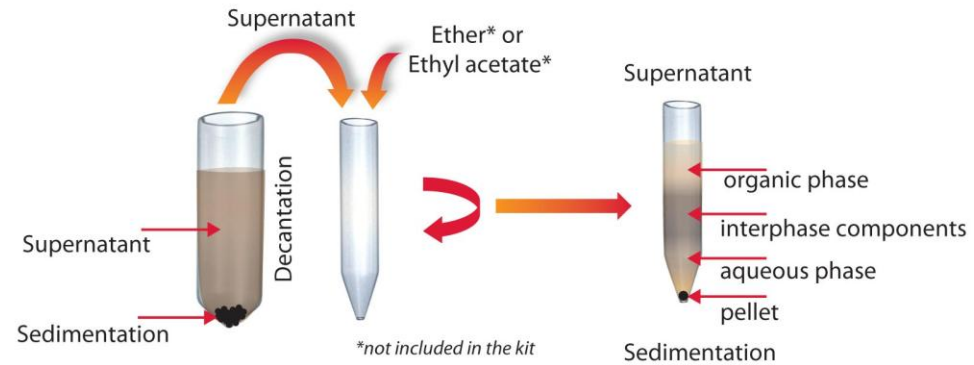 Supernatant
Ether* or
Ethyl acetate*
Supernatant
Decantation
organic phase
Supernatant
interphase components
aqueous phase
Sedimentation
pellet
*not included in the kit
Sedimentation